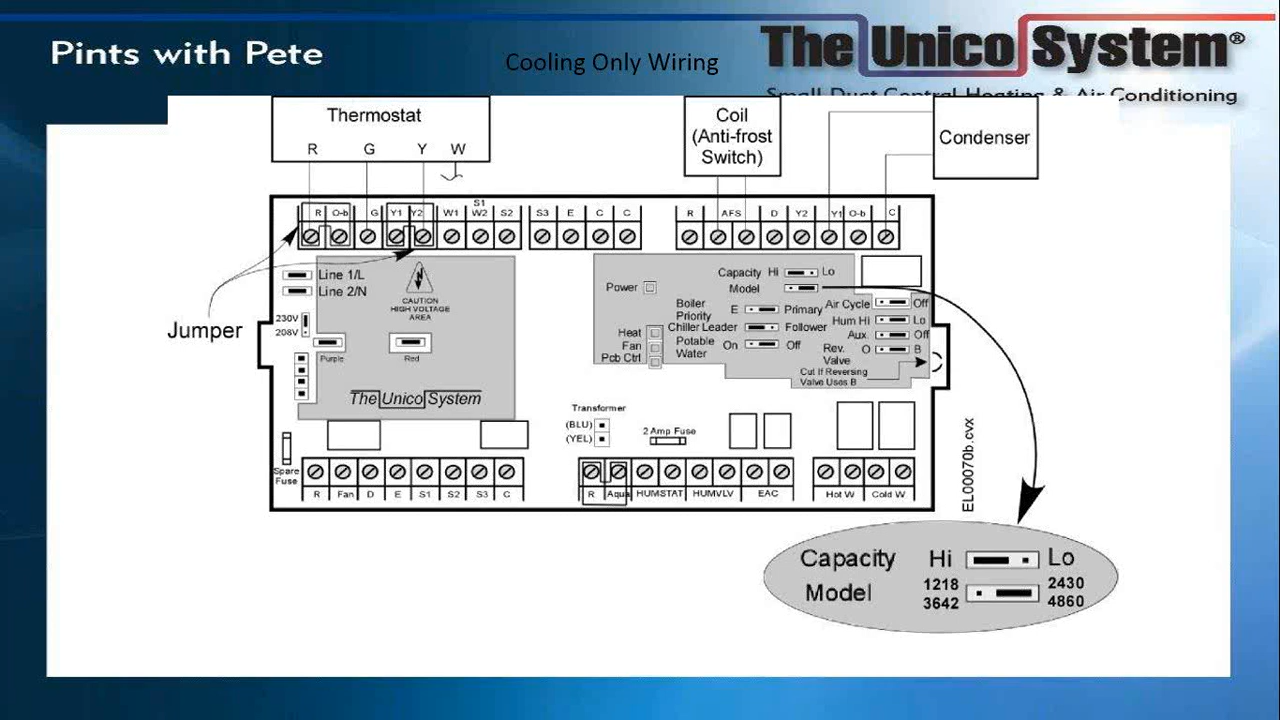 Pints with Pete
Cooling Only Wiring
The Unico System®
Small Duct Central Heating & Air Conditioning
Thermostat
R G Y W
Coil
(Anti-frost
Switch)
Condenser
R O-b G Y1 Y2 W1 S1 W2 S2 S3 E C C
R AFS D Y2 Y1 O-b C
Jumper
Line 1/L
Line 2/N
230V
208V
Purple
Red
CAUTION
HIGH VOLTAGE
AREA
The Unico System
Power
Capacity Hi Lo
Model
Boiler
Priority
E Primary
Chiller Leader Follower
Potable
Water
On Off
Heat
Fan
Pcb Ctrl
Air Cycle Off
Hum Hi Lo
Aux. Off
Rev.
Valve
O B
Cut If Reversing
Valve Uses B
Transformer
(BLU)
(YEL)
2 Amp Fuse
Spare
Fuse
R Fan D E S1 S2 S3 C
R Aqua HUMSTAT HUMVLV EAC
Hot W Cold W
EL00070b.cvx
Capacity Hi Lo
Model
1218 2430
3642 4860